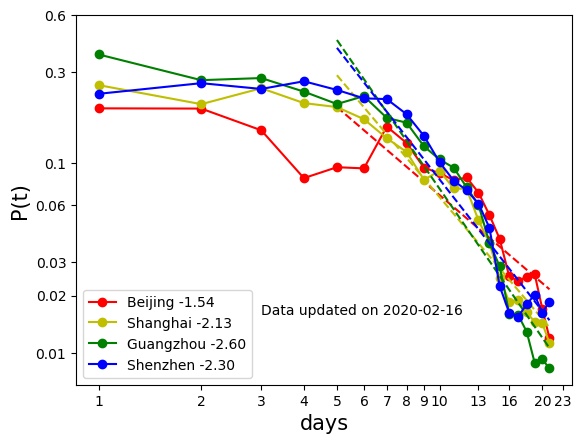 0.6
0.3
0.1
0.06
0.03
0.02
0.01
P(t)
Beijing -1.54
Shanghai -2.13
Guangzhou -2.60
Shenzhen -2.30
Data updated on 2020-02-16
1 2 3 4 5 6 7 8 9 10 13 16 20 23
days